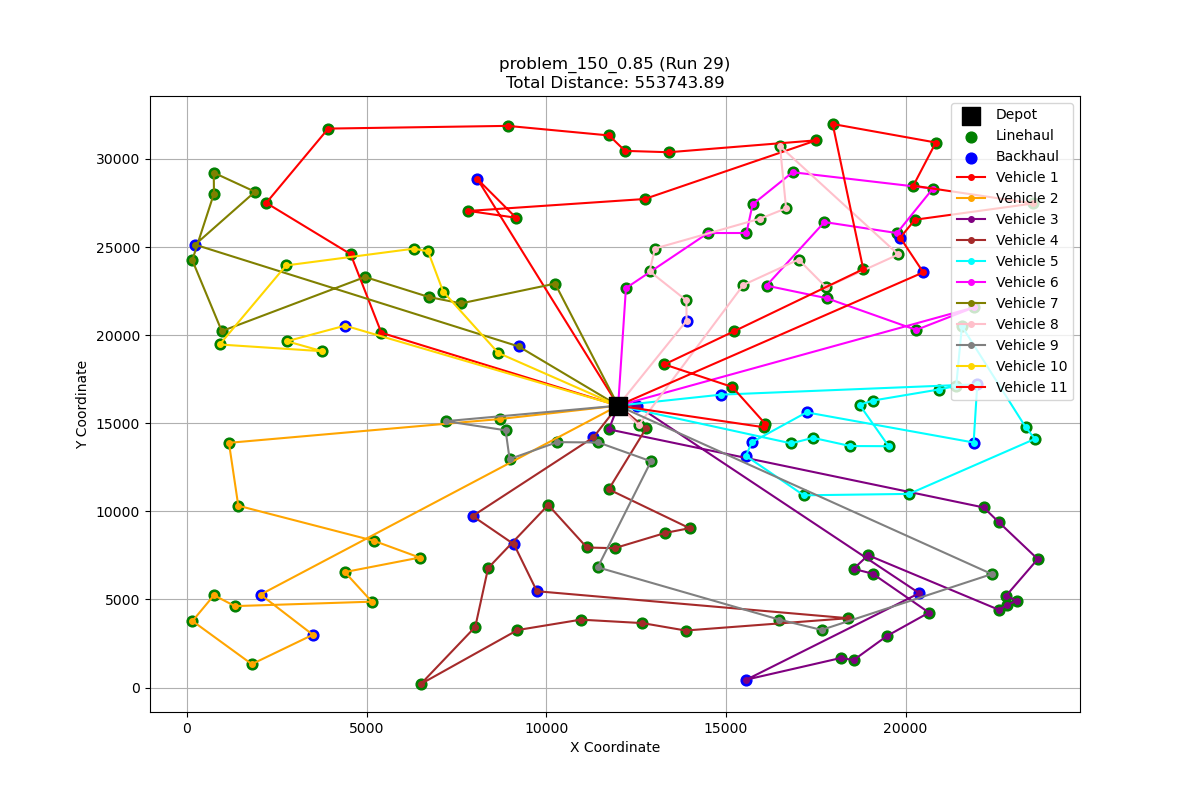 problem_150_0.85 (Run 29)
Total Distance: 553743.89
Depot
Linehaul
Backhaul
Vehicle 1
Vehicle 2
Vehicle 3
Vehicle 4
Vehicle 5
Vehicle 6
Vehicle 7
Vehicle 8
Vehicle 9
Vehicle 10
Vehicle 11
Y Coordinate
30000
25000
20000
15000
10000
5000
0
0 5000 10000 15000 20000
X Coordinate